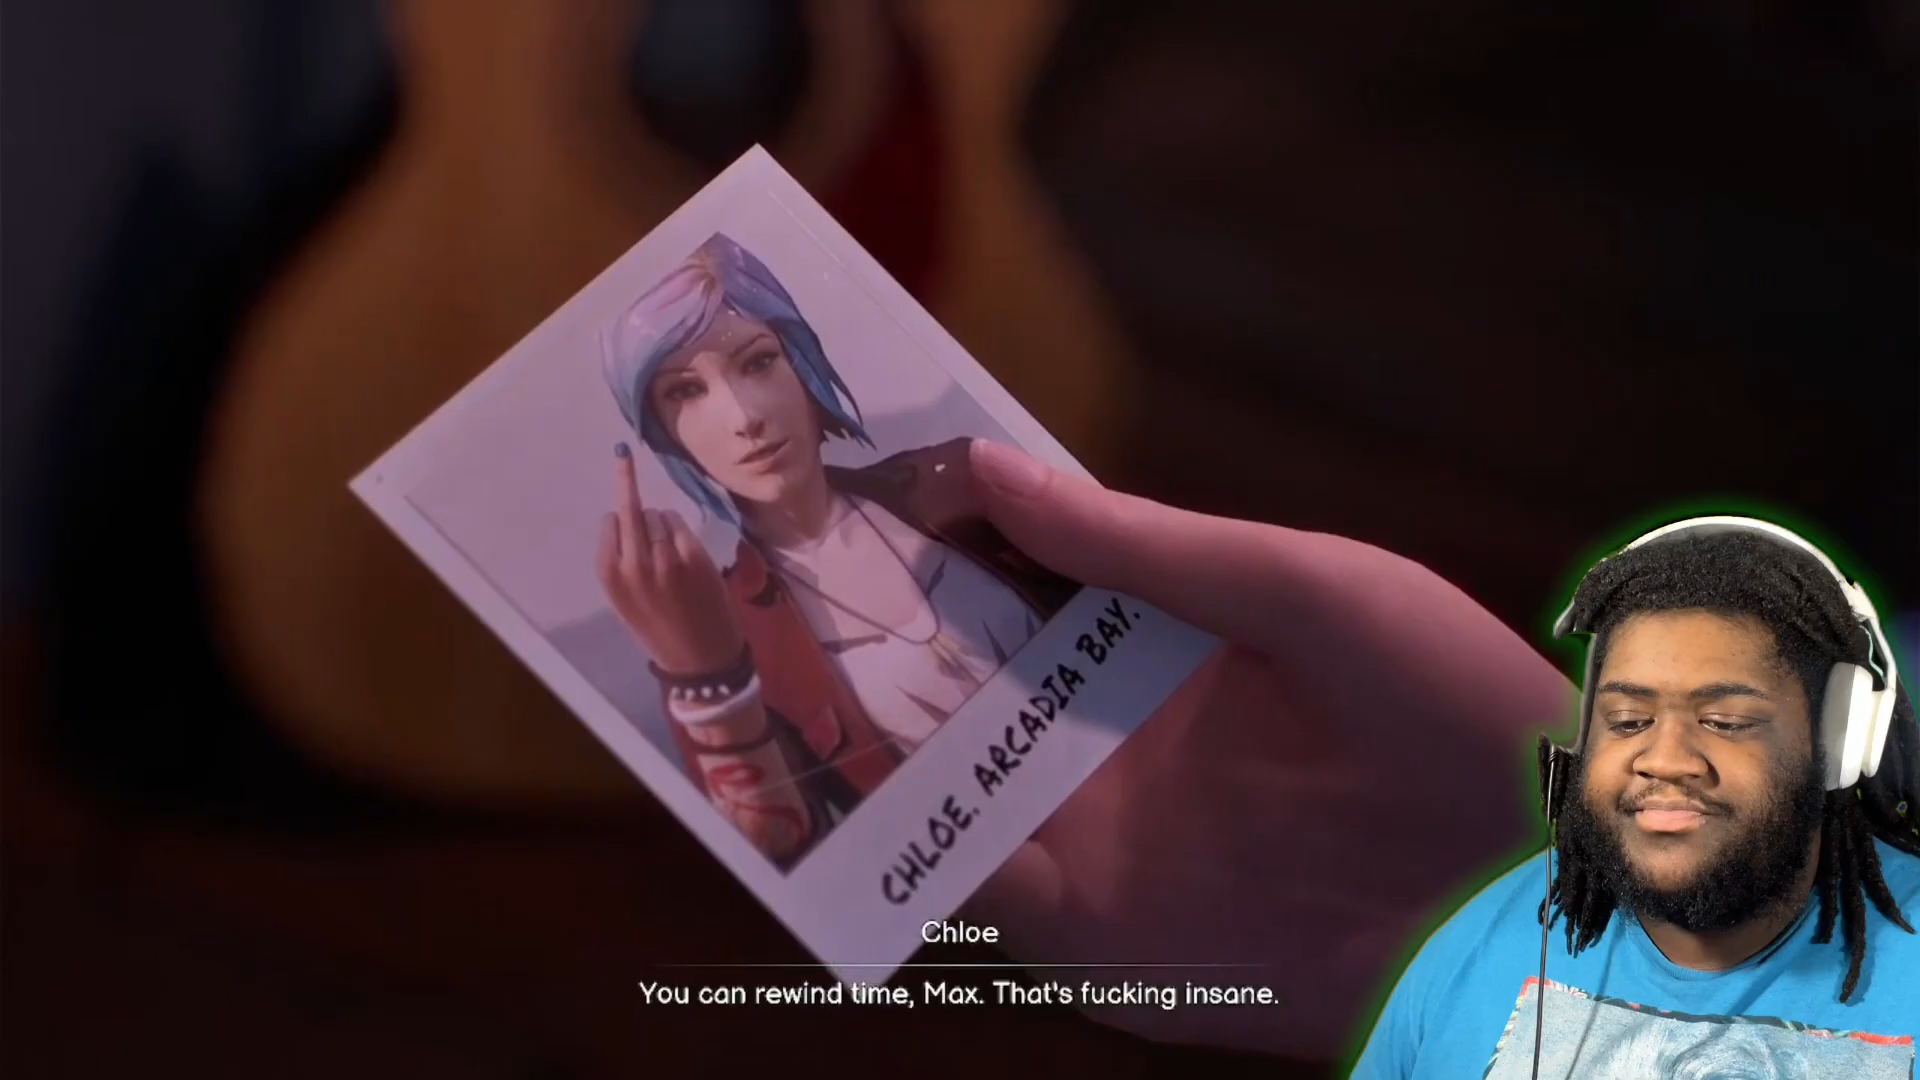 CHLOE. ARCADIA BAY.
Chloe
You can rewind time, Max. That's fucking insane.